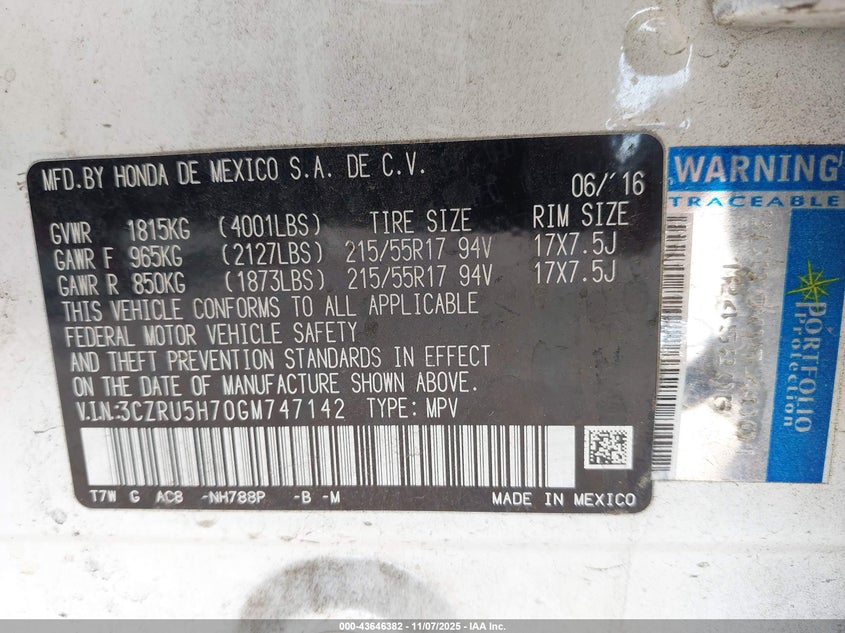 MFD.BY HONDA DE MEXICO S.A. DE C.V.
06/'16
GVWR 1815KG (4001LBS) TIRE SIZE RIM SIZE
GAWR F 965KG (2127LBS) 215/55R17 94V 17X7.5J
GAWR R 850KG (1873LBS) 215/55R17 94V 17X7.5J
THIS VEHICLE CONFORMS TO ALL APPLICABLE
FEDERAL MOTOR VEHICLE SAFETY
AND THEFT PREVENTION STANDARDS IN EFFECT
ON THE DATE OF MANUFACTURE SHOWN ABOVE.
V.I.N.:3CZRU5H70GM747142 TYPE: MPV
T7W G AC8 -NH788P -B -M MADE IN MEXICO
WARNING
TRACEABLE
PORTFOLIO
Protection
000-43646382 | 11/07/2025 - IAA Inc.